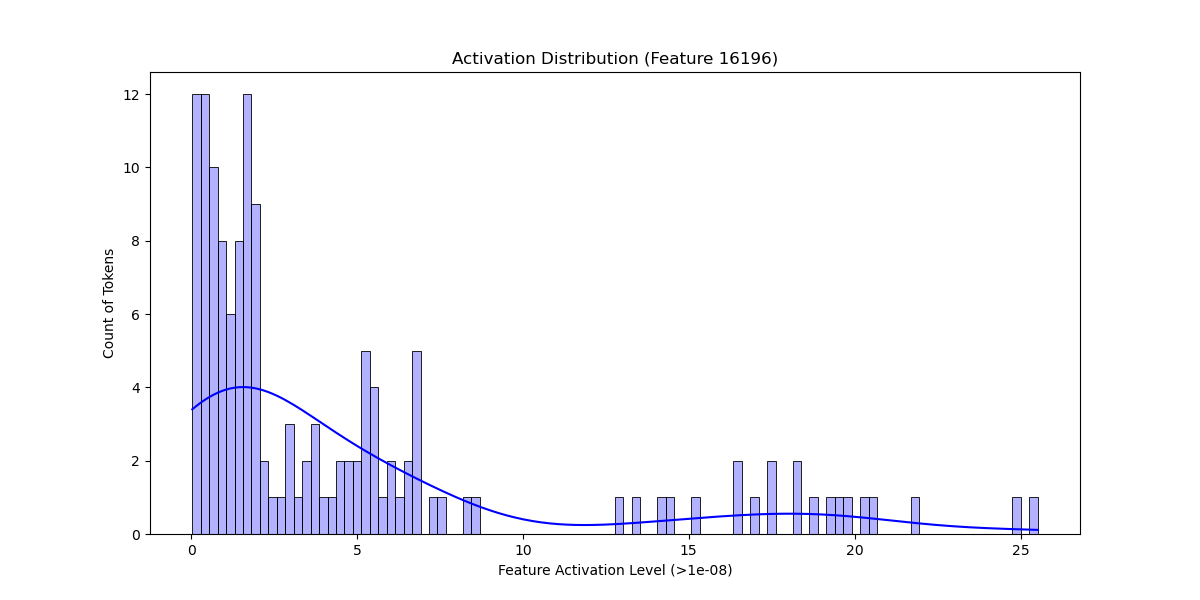 Activation Distribution (Feature 16196)
12
10
8
6
4
2
0
Count of Tokens
0 5 10 15 20 25
Feature Activation Level (>1e-08)